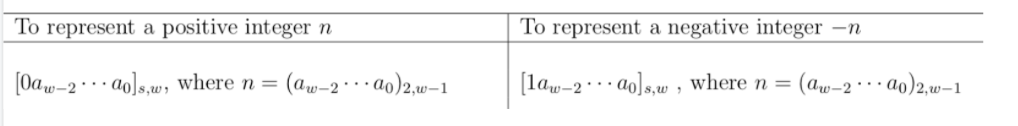 To represent a positive integer n | To represent a negative integer −n
[0a_{w−2} ⋯ a_0]_{s,w}, where n = (a_{w−2} ⋯ a_0)_{2,w−1} | [1a_{w−2} ⋯ a_0]_{s,w} , where n = (a_{w−2} ⋯ a_0)_{2,w−1}